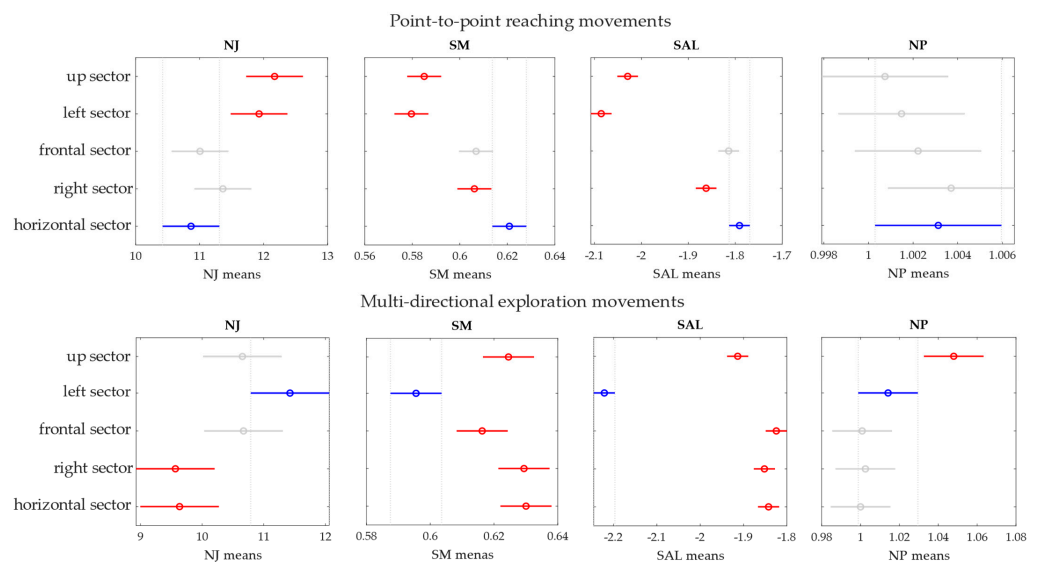 Point-to-point reaching movements
NJ SM SAL NP
up sector
left sector
frontal sector
right sector
horizontal sector
10 11 12 13 0.56 0.58 0.6 0.62 0.64 -2.1 -2 -1.9 -1.8 -1.7 0.998 1 1.002 1.004 1.006
NJ means SM means SAL means NP means
Multi-directional exploration movements
NJ SM SAL NP
up sector
left sector
frontal sector
right sector
horizontal sector
9 10 11 12 0.58 0.6 0.62 0.64 -2.2 -2.1 -2 -1.9 -1.8 0.98 1 1.02 1.04 1.06 1.08
NJ means SM menas SAL means NP means